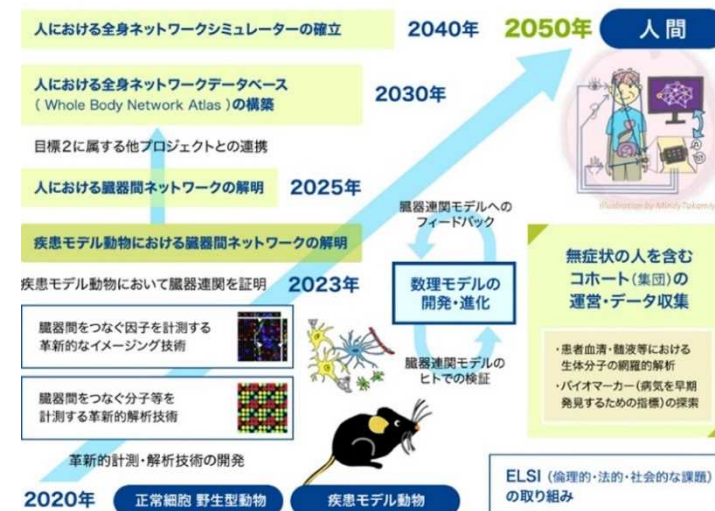 人における全身ネットワークシミュレーターの確立
2040年
2050年
人間
人における全身ネットワークデータベース
(Whole Body Network Atlas)の構築
2030年
目標2に属する他プロジェクトとの連携
人における臓器間ネットワークの解明
2025年
疾患モデル動物における臓器間ネットワークの解明
疾患モデル動物において臓器連関を証明
2023年
臓器間をつなぐ因子を計測する
革新的なイメージング技術
臓器間をつなぐ分子等を
計測する革新的解析技術
革新的計測・解析技術の開発
2020年
正常細胞 野生型動物
疾患モデル動物
臓器連関モデルへの
フィードバック
数理モデルの
開発・進化
臓器連関モデルの
ヒトでの検証
Illustration by Mindy Takamiy
無症状の人を含む
コホート(集団)の
運営・データ収集
・患者血清・髄液等における
生体分子の網羅的解析
・バイオマーカー(病気を早期
発見するための指標)の探索
ELSI (倫理的・法的・社会的な課題)
の取り組み